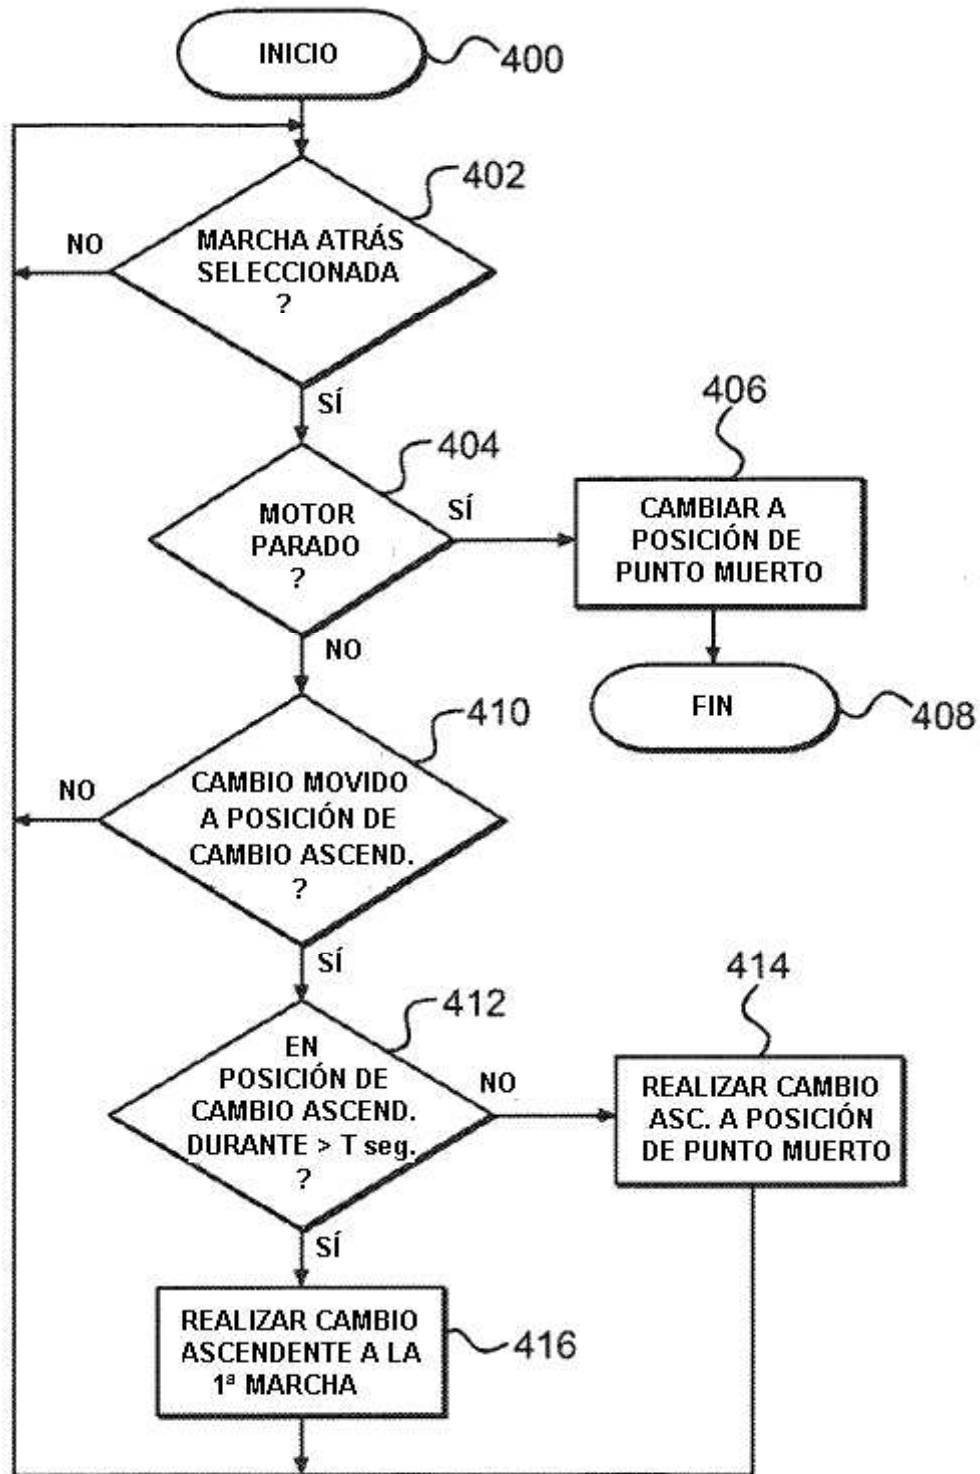 INICIO
400
402
NO
MARCHA ATRÁS
SELECCIONADA
?
SÍ
404
MOTOR
PARADO
?
SÍ
406
CAMBIAR A
POSICIÓN DE
PUNTO MUERTO
NO
FIN
408
410
NO
CAMBIO MOVIDO
A POSICIÓN DE
CAMBIO ASCEND.
?
SÍ
412
EN
POSICIÓN DE
CAMBIO ASCEND.
DURANTE > T seg.
?
NO
414
REALIZAR CAMBIO
ASC. A POSICIÓN
DE PUNTO MUERTO
SÍ
REALIZAR CAMBIO
ASCENDENTE A LA
1ª MARCHA
416